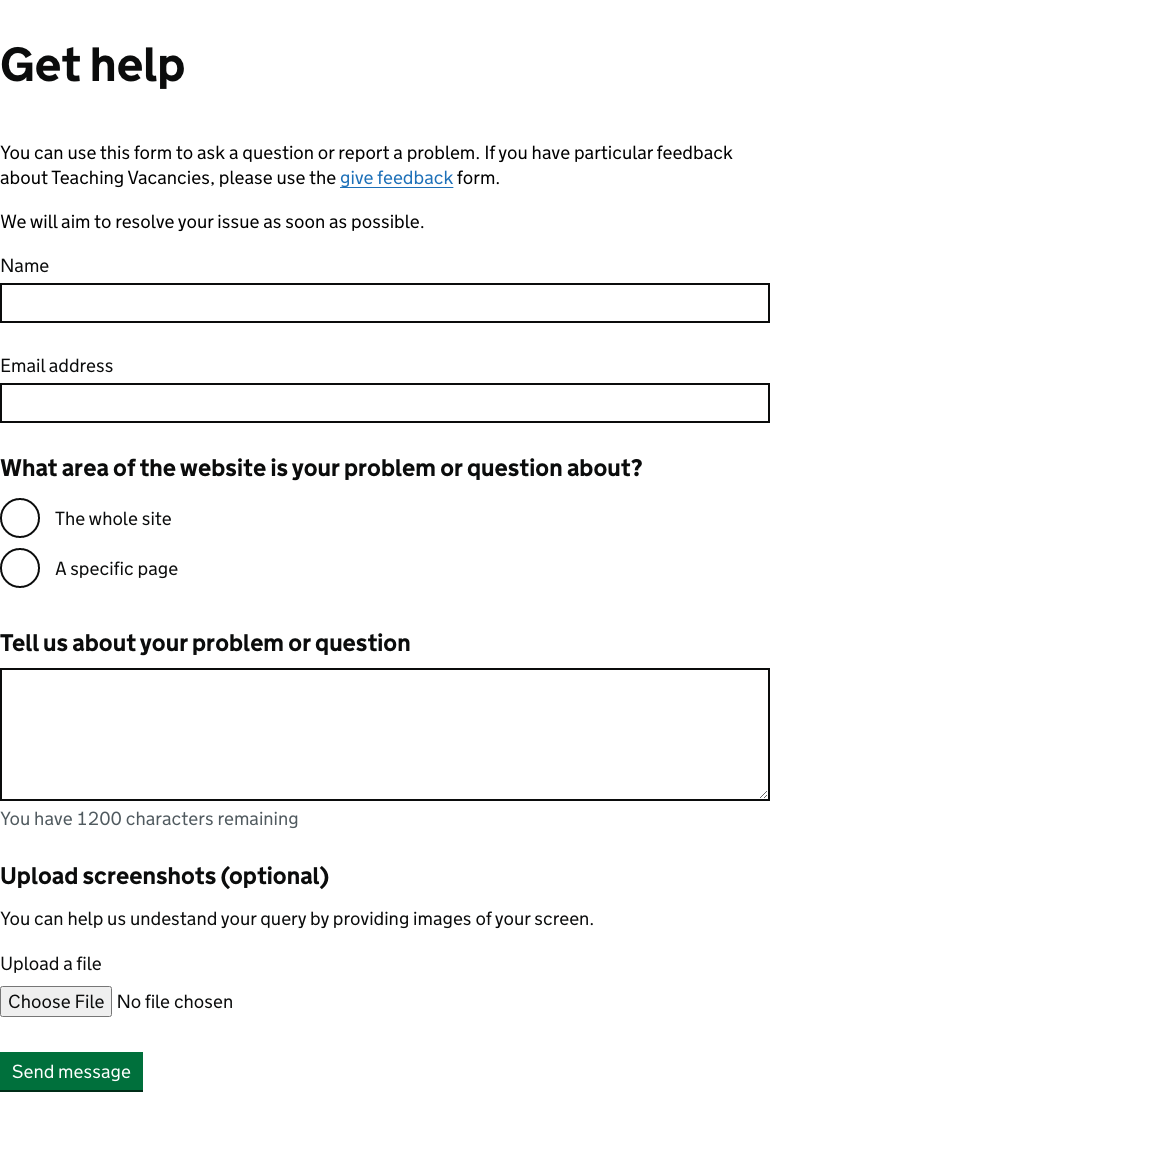 Get help
You can use this form to ask a question or report a problem. If you have particular feedback
about Teaching Vacancies, please use the give feedback form.
We will aim to resolve your issue as soon as possible.
Name
Email address
What area of the website is your problem or question about?
The whole site
A specific page
Tell us about your problem or question
You have 1200 characters remaining
Upload screenshots (optional)
You can help us undestand your query by providing images of your screen.
Upload a file
Choose File No file chosen
Send message